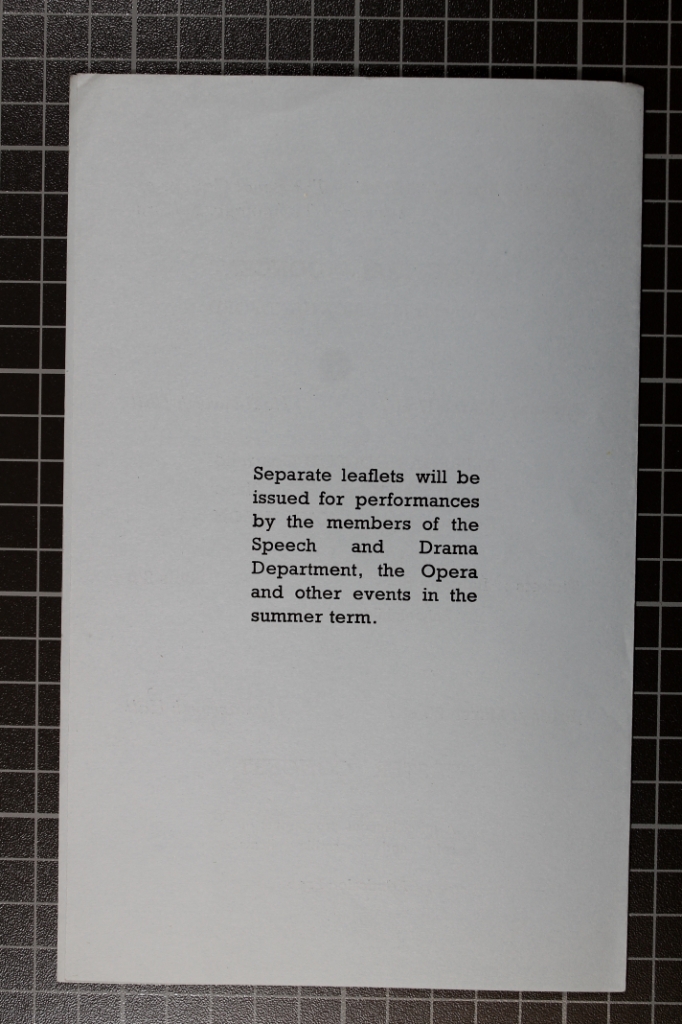 Separate leaflets will be
issued for performances
by the members of the
Speech and Drama
Department, the Opera
and other events in the
summer term.